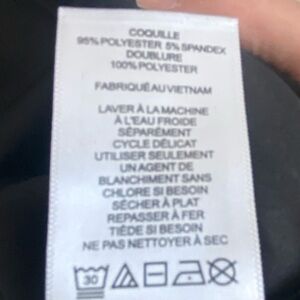 COQUILLE
95% POLYESTER 5% SPANDEX
DOUBLURE
100% POLYESTER
FABRIQUÉ AU VIETNAM
LAVER À LA MACHINE
À L'EAU FROIDE
SÉPARÉMENT
CYCLE DÉLICAT
UTILISER SEULEMENT
UN AGENT DE
BLANCHIMENT SANS
CHLORE SI BESOIN
SÉCHER À PLAT
REPASSER À FER
TIÈDE SI BESOIN
NE PAS NETTOYER À SEC
30